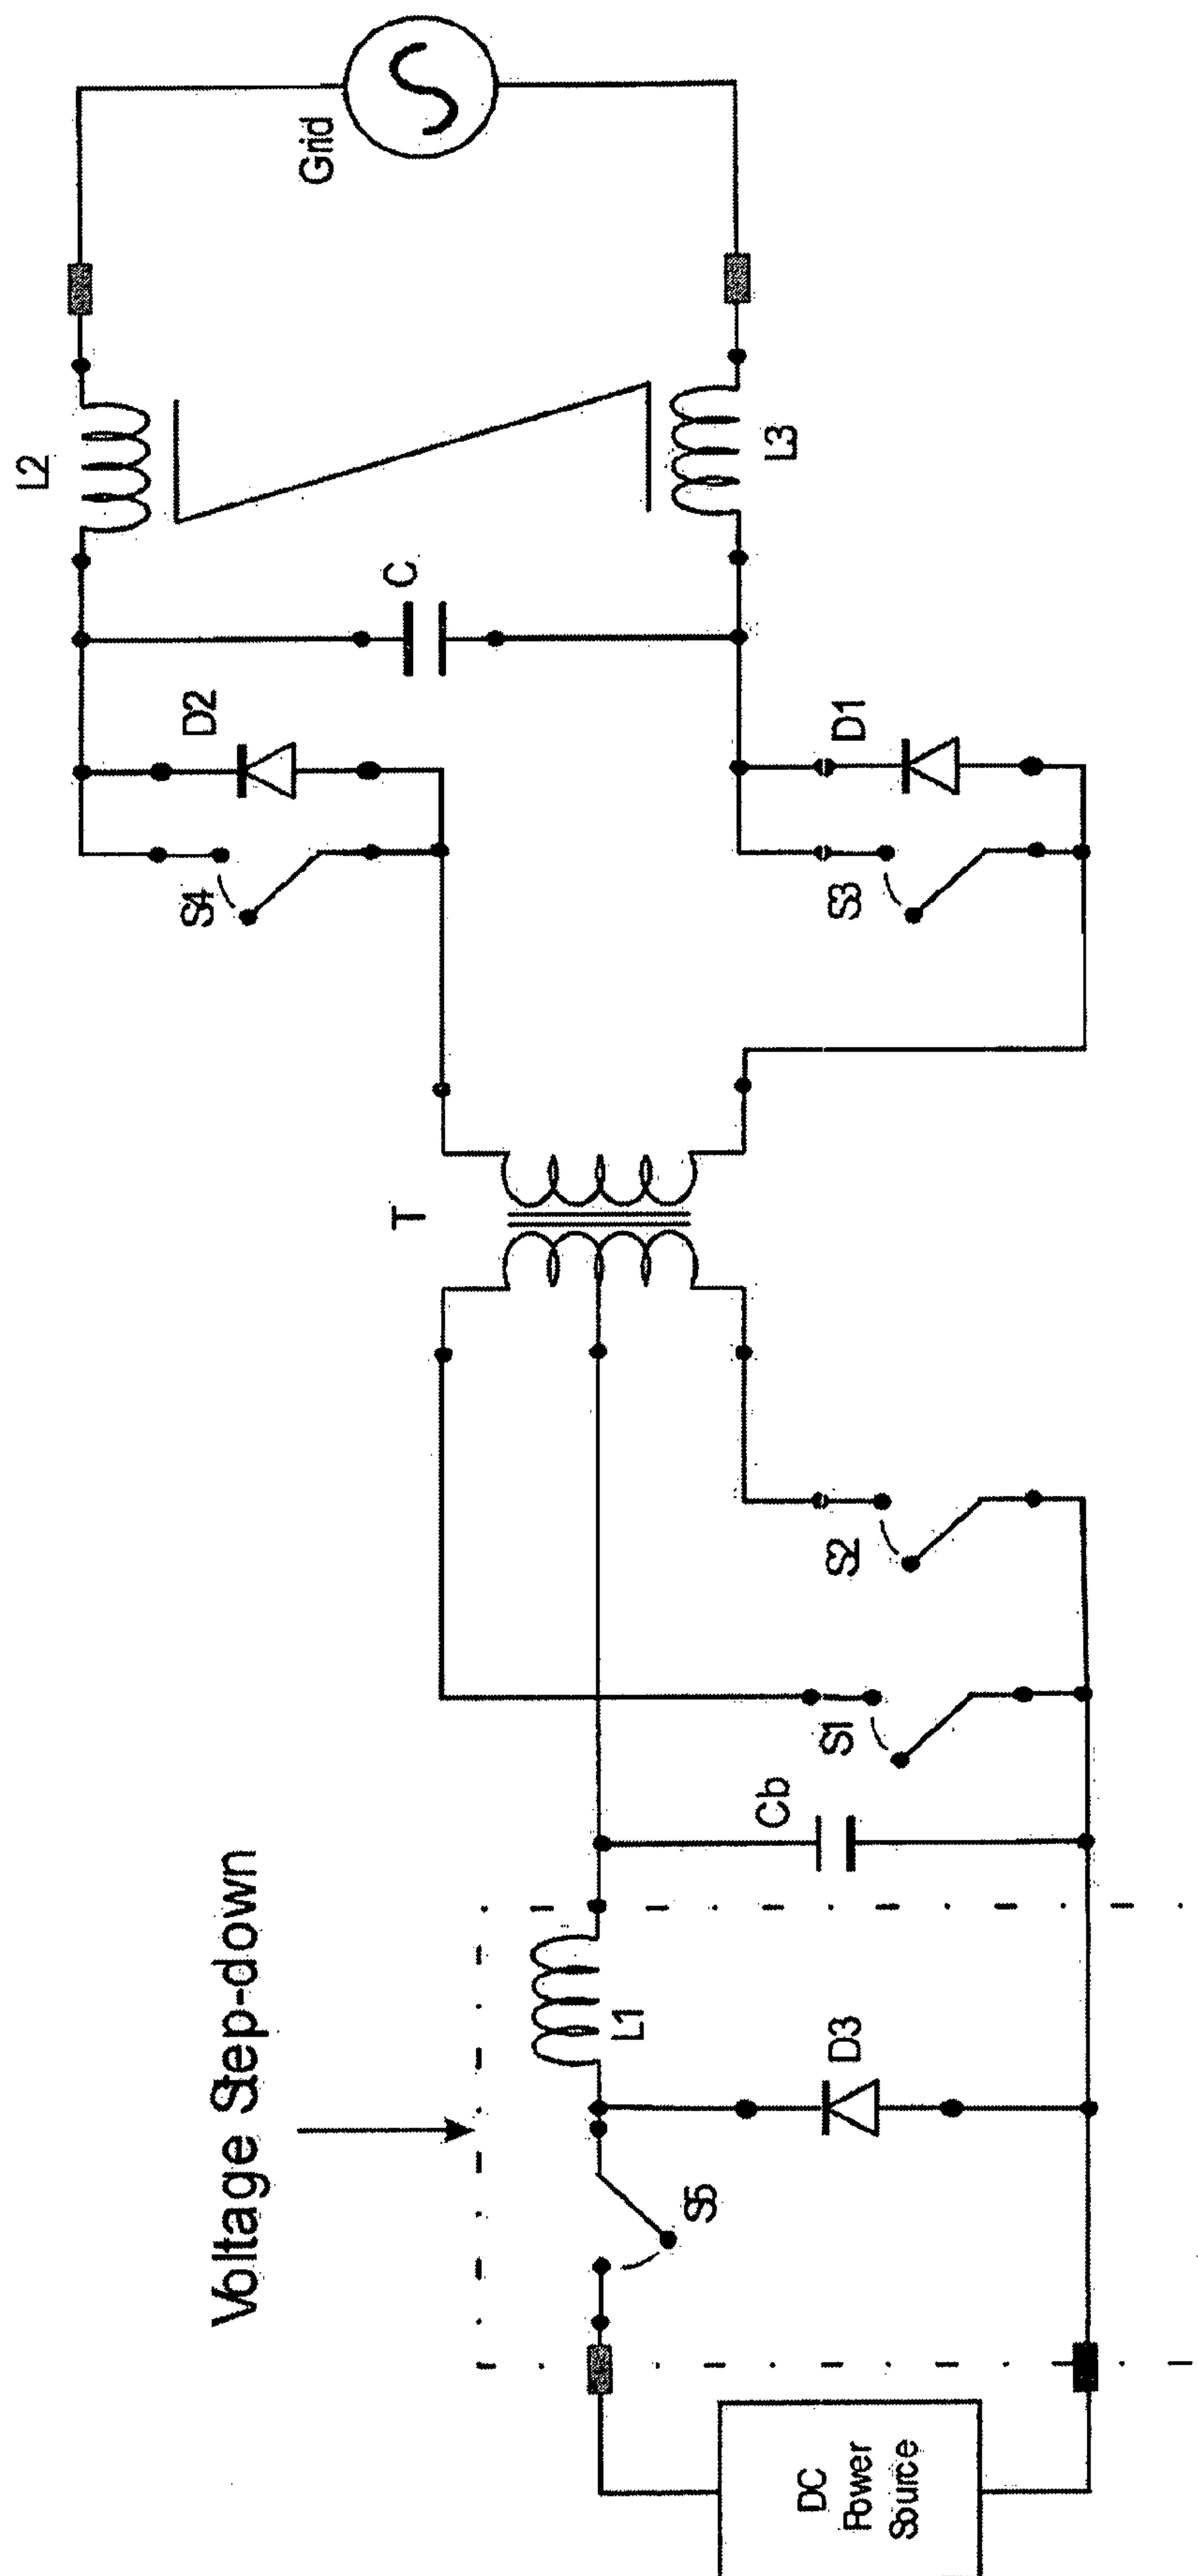 Voltage Step-down
DC
Power
Source
S5
L1
D3
Cb
S1
S2
T
S4
D2
S3
D1
C
L2
L3
Grid